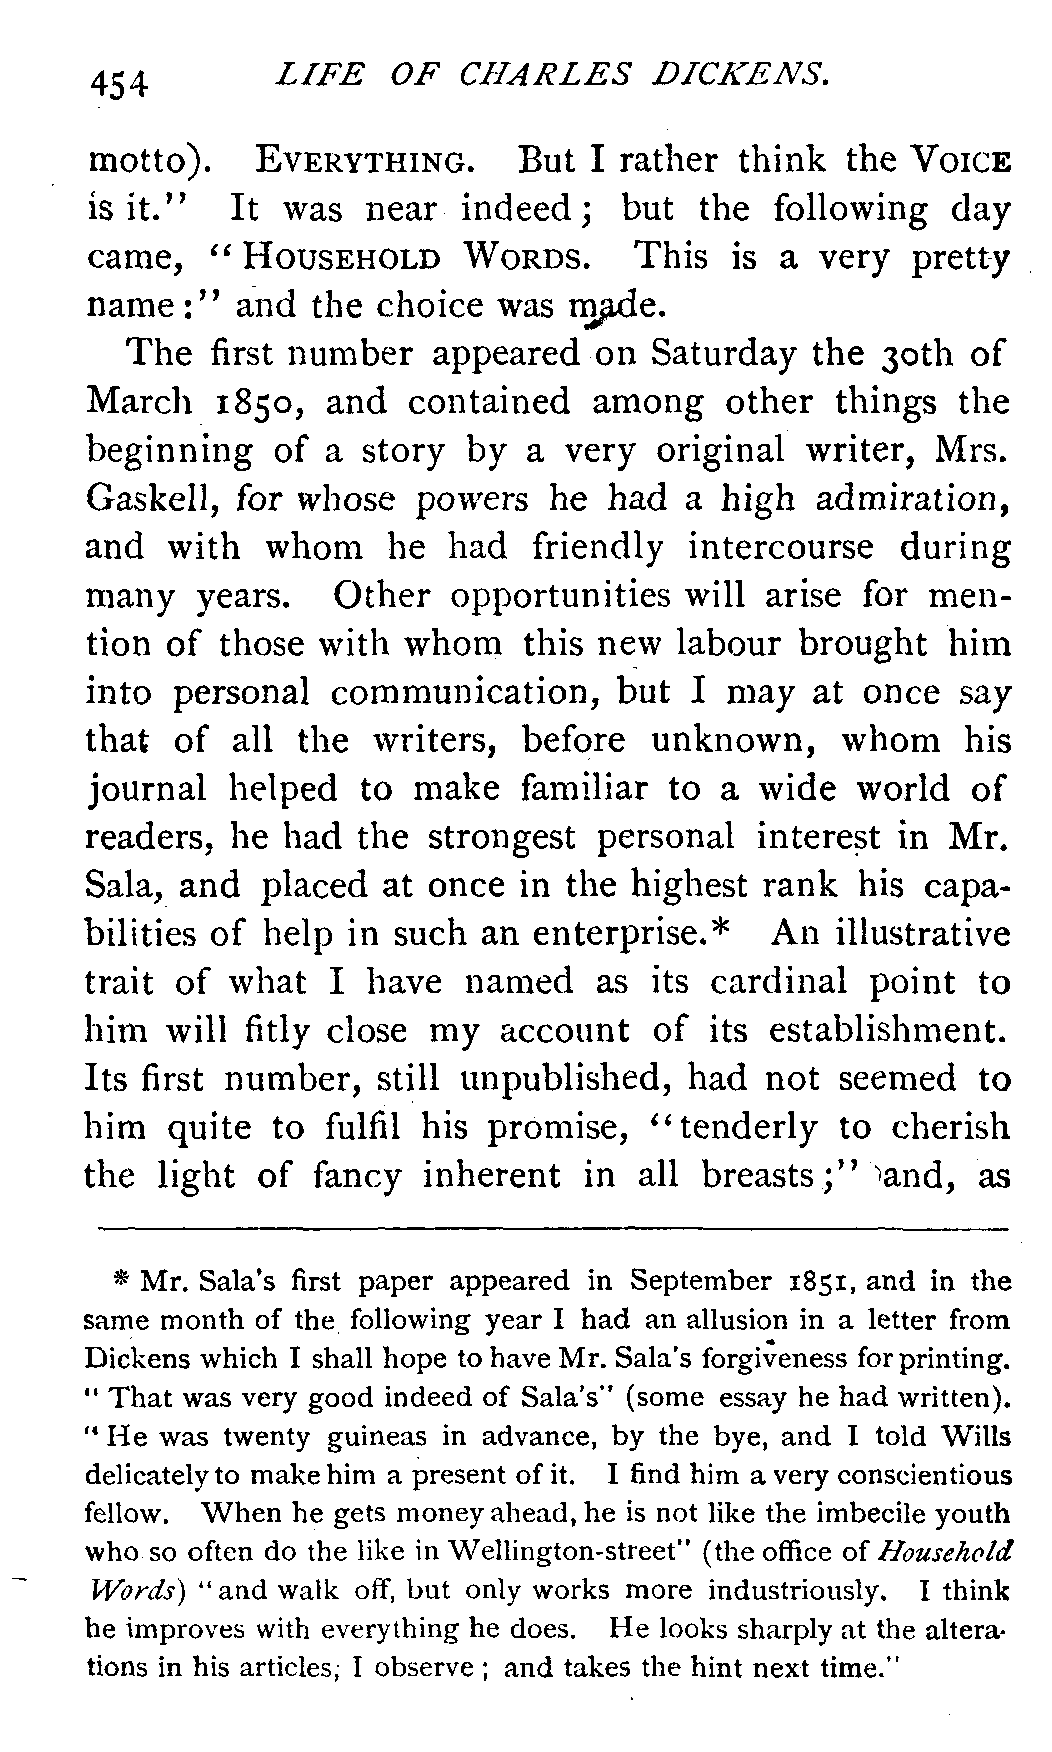 454 LIFE OF CHARLES DICKENS.
motto). EVERYTHING. But I rather think the VOICE
is it.” It was near indeed; but the following day
came, “HOUSEHOLD WORDS. This is a very pretty
name:” and the choice was made.
The first number appeared on Saturday the 30th of
March 1850, and contained among other things the
beginning of a story by a very original writer, Mrs.
Gaskell, for whose powers he had a high admiration,
and with whom he had friendly intercourse during
many years. Other opportunities will arise for men-
tion of those with whom this new labour brought him
into personal communication, but I may at once say
that of all the writers, before unknown, whom his
journal helped to make familiar to a wide world of
readers, he had the strongest personal interest in Mr.
Sala, and placed at once in the highest rank his capa-
bilities of help in such an enterprise.* An illustrative
trait of what I have named as its cardinal point to
him will fitly close my account of its establishment.
Its first number, still unpublished, had not seemed to
him quite to fulfil his promise, “tenderly to cherish
the light of fancy inherent in all breasts;” and, as
* Mr. Sala's first paper appeared in September 1851, and in the
same month of the following year I had an allusion in a letter from
Dickens which I shall hope to have Mr. Sala's forgiveness for printing.
“That was very good indeed of Sala's” (some essay he had written).
“He was twenty guineas in advance, by the bye, and I told Wills
delicately to make him a present of it. I find him a very conscientious
fellow. When he gets money ahead, he is not like the imbecile youth
who so often do the like in Wellington-street” (the office of Household
Words) “and walk off, but only works more industriously. I think
he improves with everything he does. He looks sharply at the altera-
tions in his articles, I observe; and takes the hint next time.”